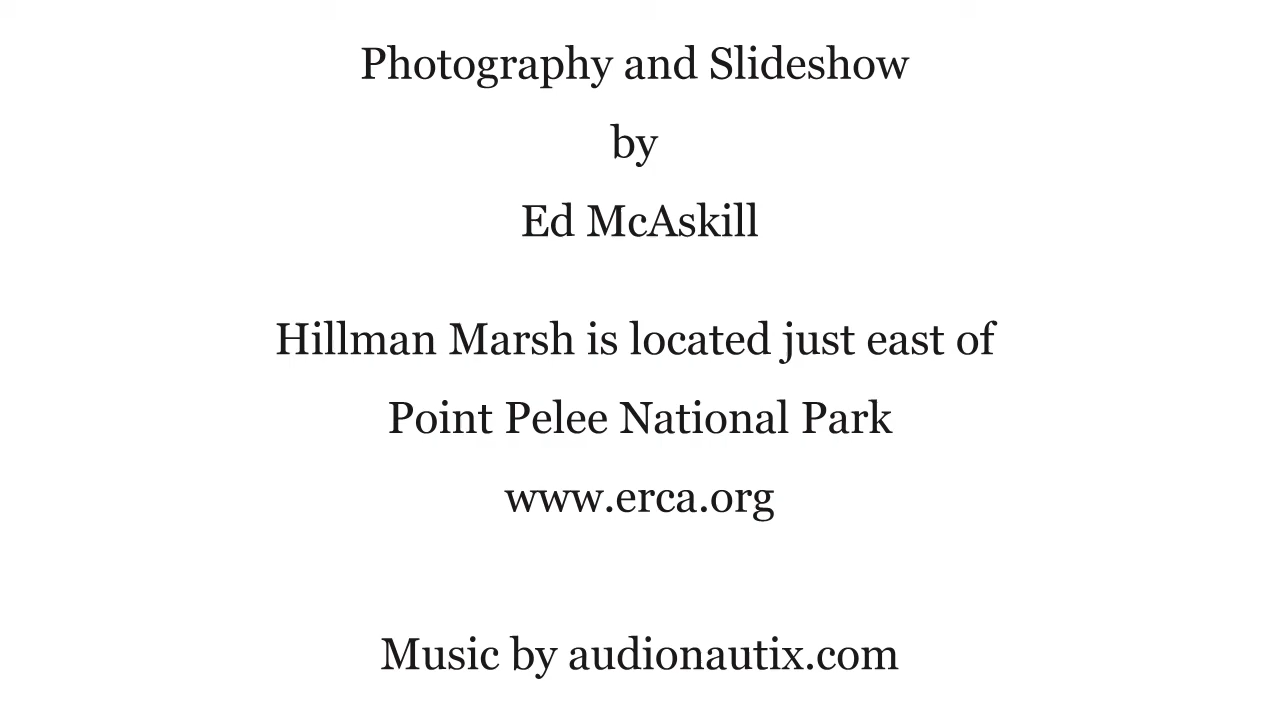 Photography and Slideshow
by
Ed McAskill
Hillman Marsh is located just east of
Point Pelee National Park
www.erca.org
Music by audionautix.com